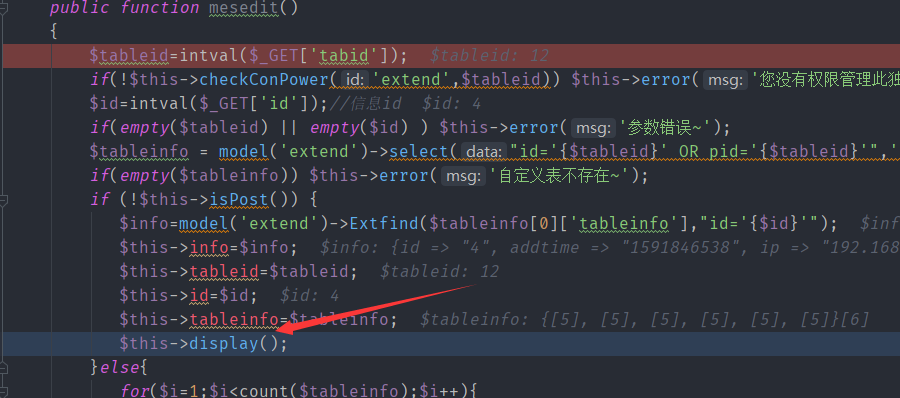 public function mesedit()
{
$tableid=intval($_GET['tabid']); $tableid: 12
if(!$this->checkConPower( id: 'extend',$tableid)) $this->error( msg: '您没有权限管理此独
$id=intval($_GET['id']);//信息id $id: 4
if(empty($tableid) || empty($id) ) $this->error( msg: '参数错误~');
$tableinfo = model('extend')->select( data: "id='{$tableid}' OR pid='{$tableid}'",'
if(empty($tableinfo)) $this->error( msg: '自定义表不存在~');
if (!$this->isPost()) {
$info=model('extend')->Extfind($tableinfo[0]['tableinfo'],"id='{$id}'"); $inf
$this->info=$info; $info: {id => "4", addtime => "1591846538", ip => "192.168
$this->tableid=$tableid; $tableid: 12
$this->id=$id; $id: 4
$this->tableinfo=$tableinfo; $tableinfo: {[5], [5], [5], [5], [5], [5]}[6]
$this->display();
}else{
for($i=1;$i<count($tableinfo);$i++){